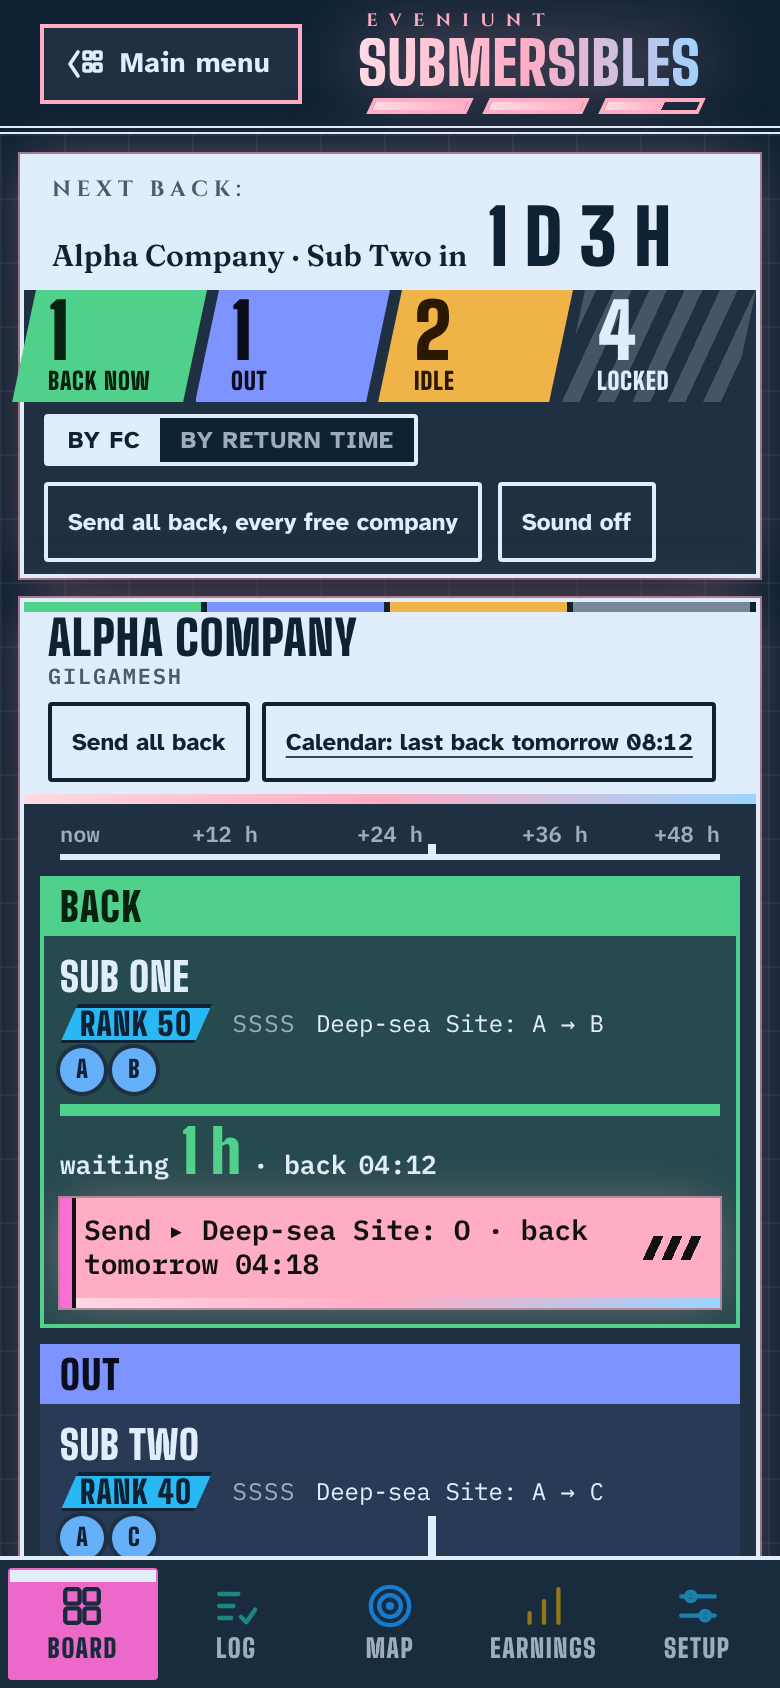 Main menu
EVENIUNT
SUBMERSIBLES
NEXT BACK:
Alpha Company · Sub Two in 1D3H
1
BACK NOW
1
OUT
2
IDLE
4
LOCKED
BY FC
BY RETURN TIME
Send all back, every free company
Sound off
ALPHA COMPANY
GILGAMESH
Send all back
Calendar: last back tomorrow 08:12
now +12 h +24 h +36 h +48 h
BACK
SUB ONE
RANK 50 SSSS Deep-sea Site: A → B
A B
waiting 1h · back 04:12
Send ▸ Deep-sea Site: O · back
tomorrow 04:18
OUT
SUB TWO
RANK 40 SSSS Deep-sea Site: A → C
A C
BOARD
LOG
MAP
EARNINGS
SETUP